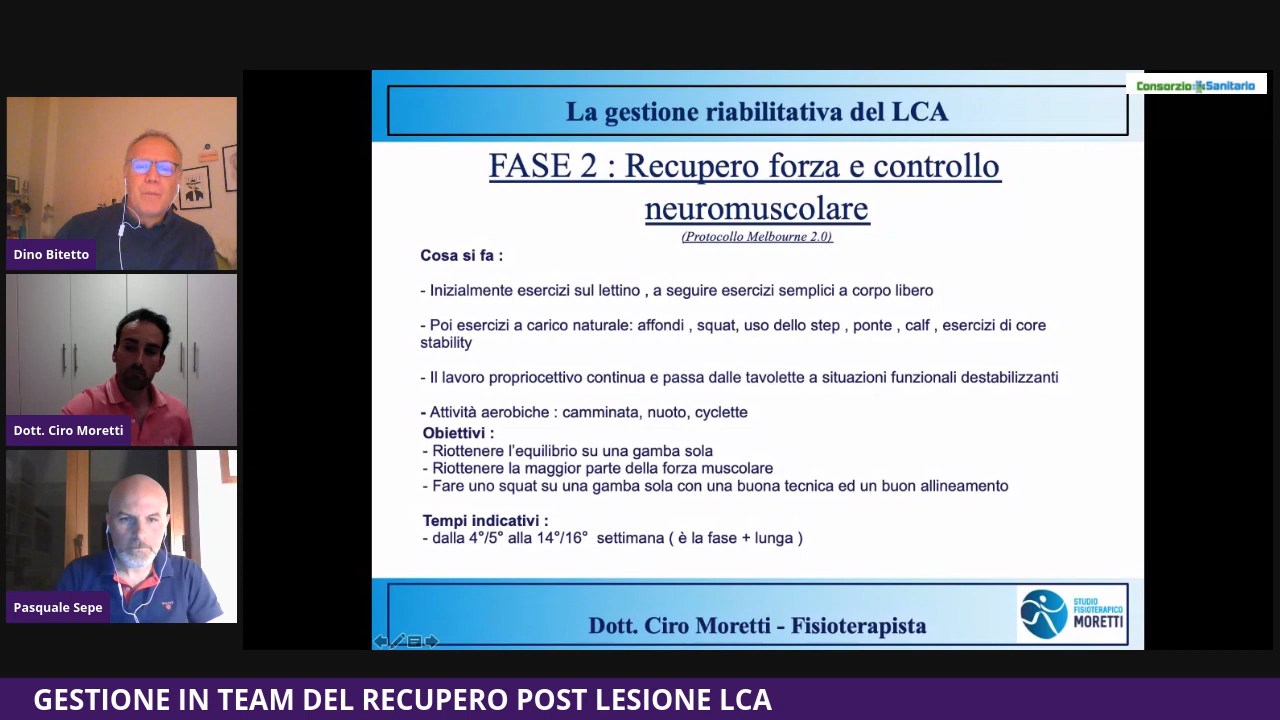 Consorzio Sanitario
La gestione riabilitativa del LCA
FASE 2 : Recupero forza e controllo
neuromuscolare
(Protocollo Melbourne 2.0)
Cosa si fa :
- Inizialmente esercizi sul lettino , a seguire esercizi semplici a corpo libero
- Poi esercizi a carico naturale: affondi , squat, uso dello step , ponte , calf , esercizi di core
stability
- Il lavoro propriocettivo continua e passa dalle tavolette a situazioni funzionali destabilizzanti
- Attività aerobiche : camminata, nuoto, cyclette
Obiettivi :
- Riottenere l'equilibrio su una gamba sola
- Riottenere la maggior parte della forza muscolare
- Fare uno squat su una gamba sola con una buona tecnica ed un buon allineamento
Tempi indicativi :
- dalla 4°/5° alla 14°/16° settimana ( è la fase + lunga )
Dott. Ciro Moretti - Fisioterapista
STUDIO
FISIOTERAPICO
MORETTI
Dino Bitetto
Dott. Ciro Moretti
Pasquale Sepe
GESTIONE IN TEAM DEL RECUPERO POST LESIONE LCA